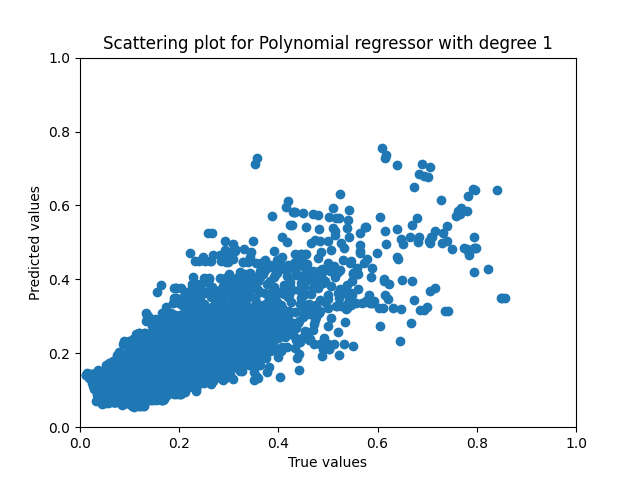 Scattering plot for Polynomial regressor with degree 1
1.0
0.8
0.6
0.4
0.2
0.0
Predicted values
0.0 0.2 0.4 0.6 0.8 1.0
True values